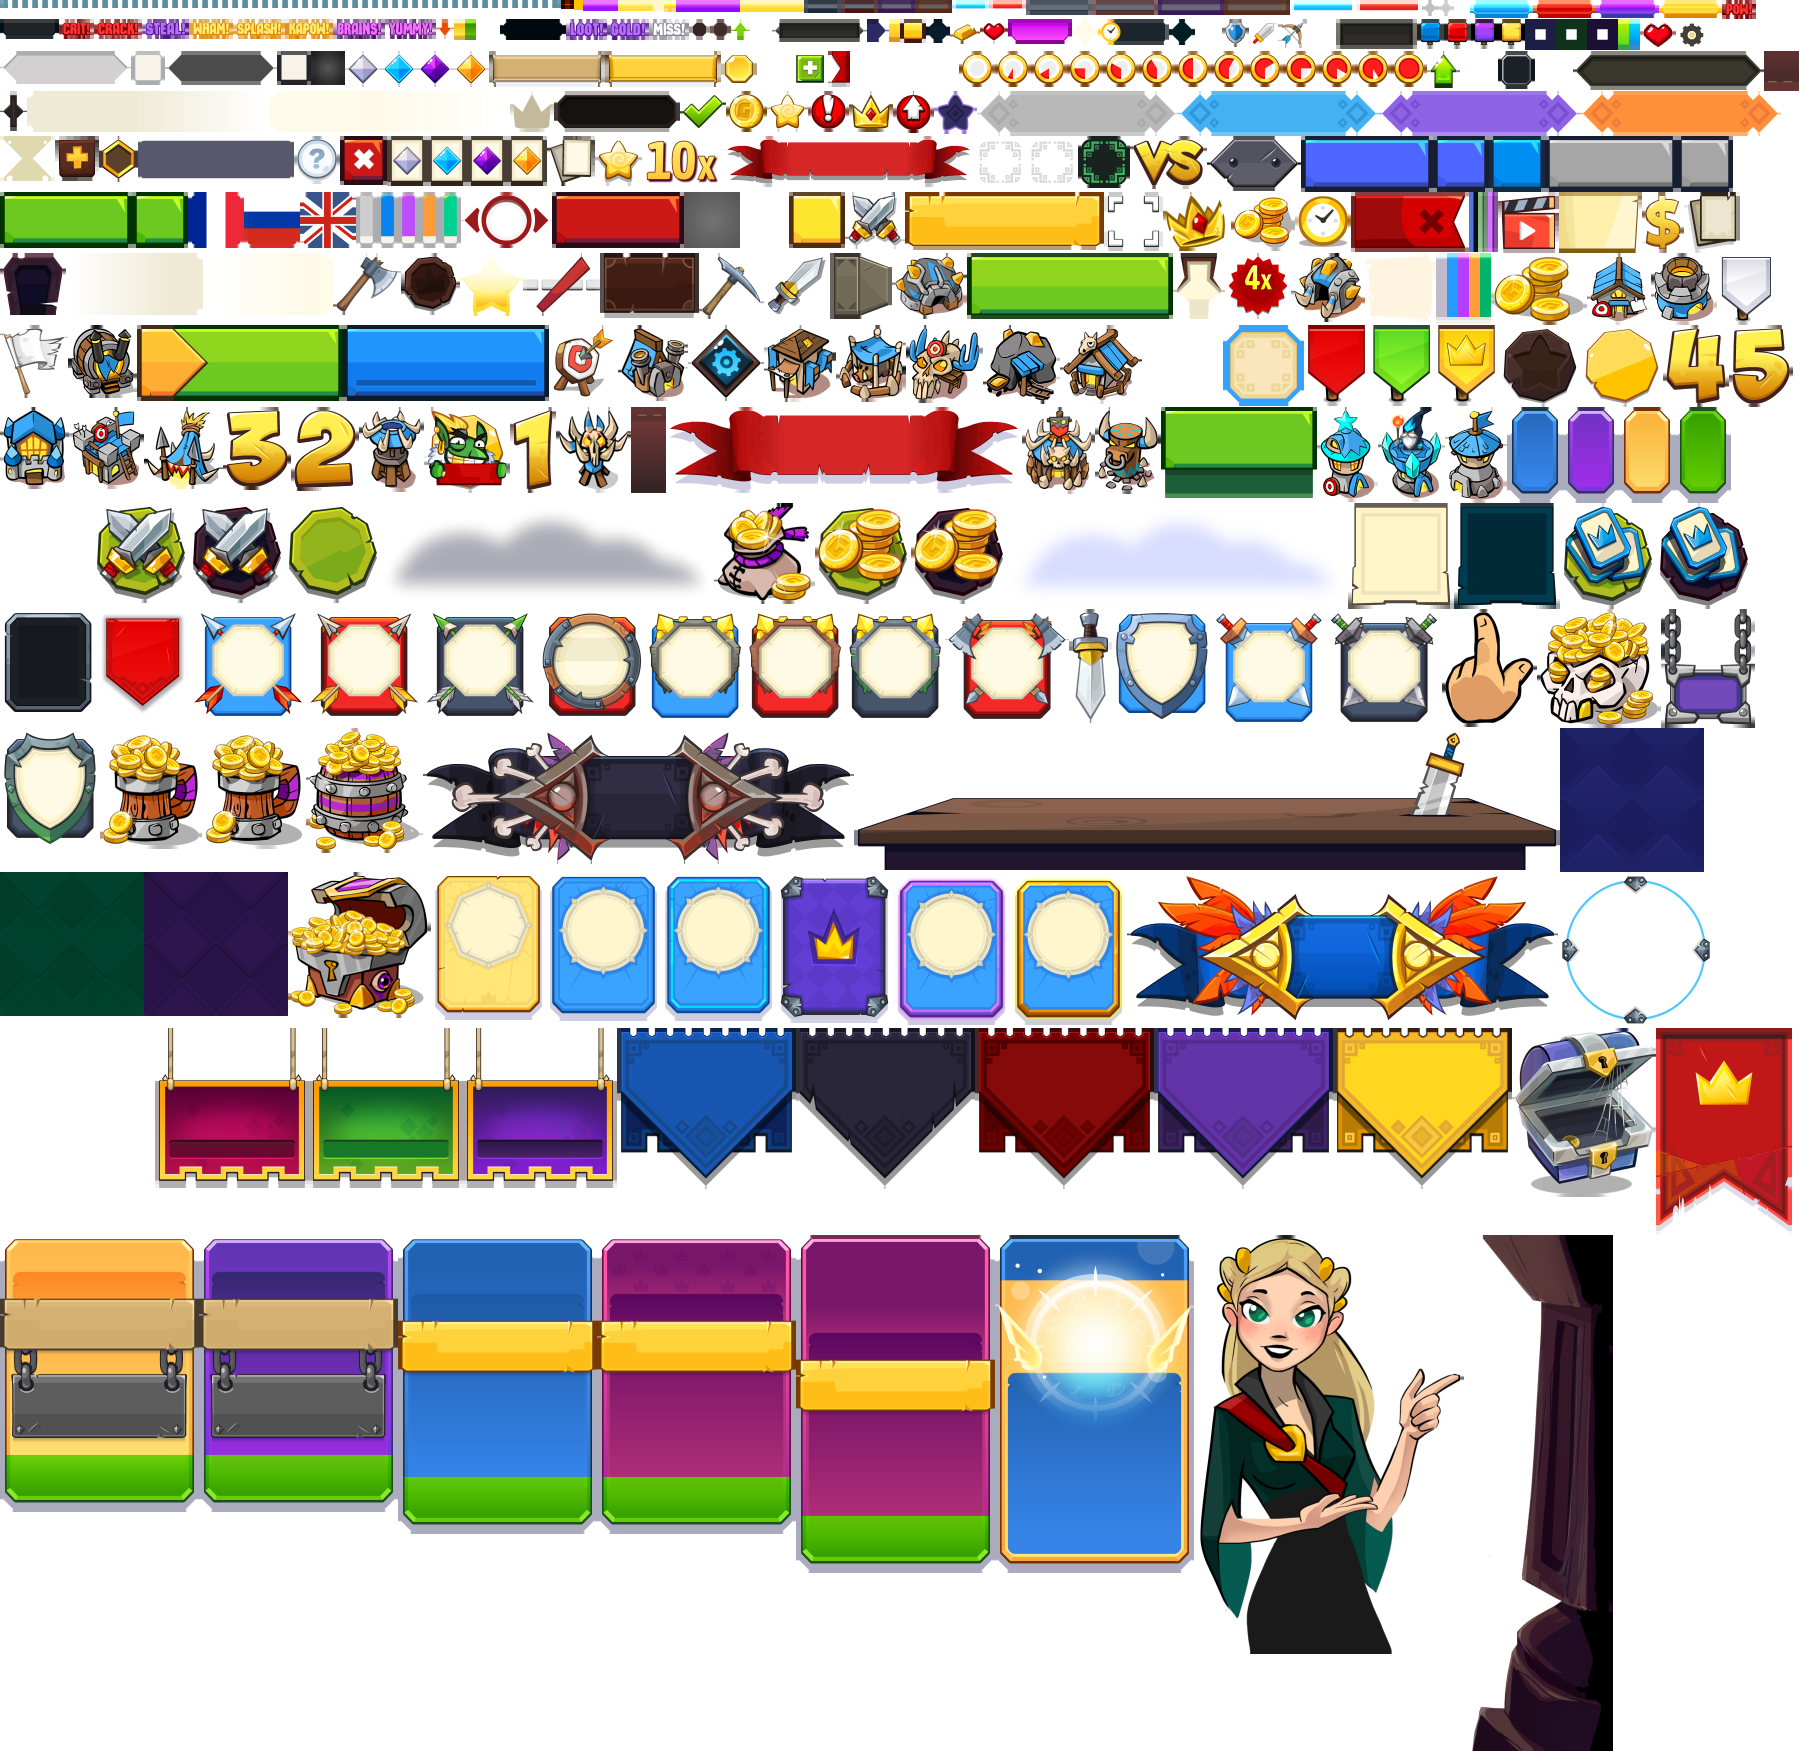 POW!
CRIT! CRACK! STEAL! WHAM! SPLASH! KAPOW! BRAINS! YUMMY!
LOOT! GOLD! MISS!
?
10x
VS
$
4x
45
32
1